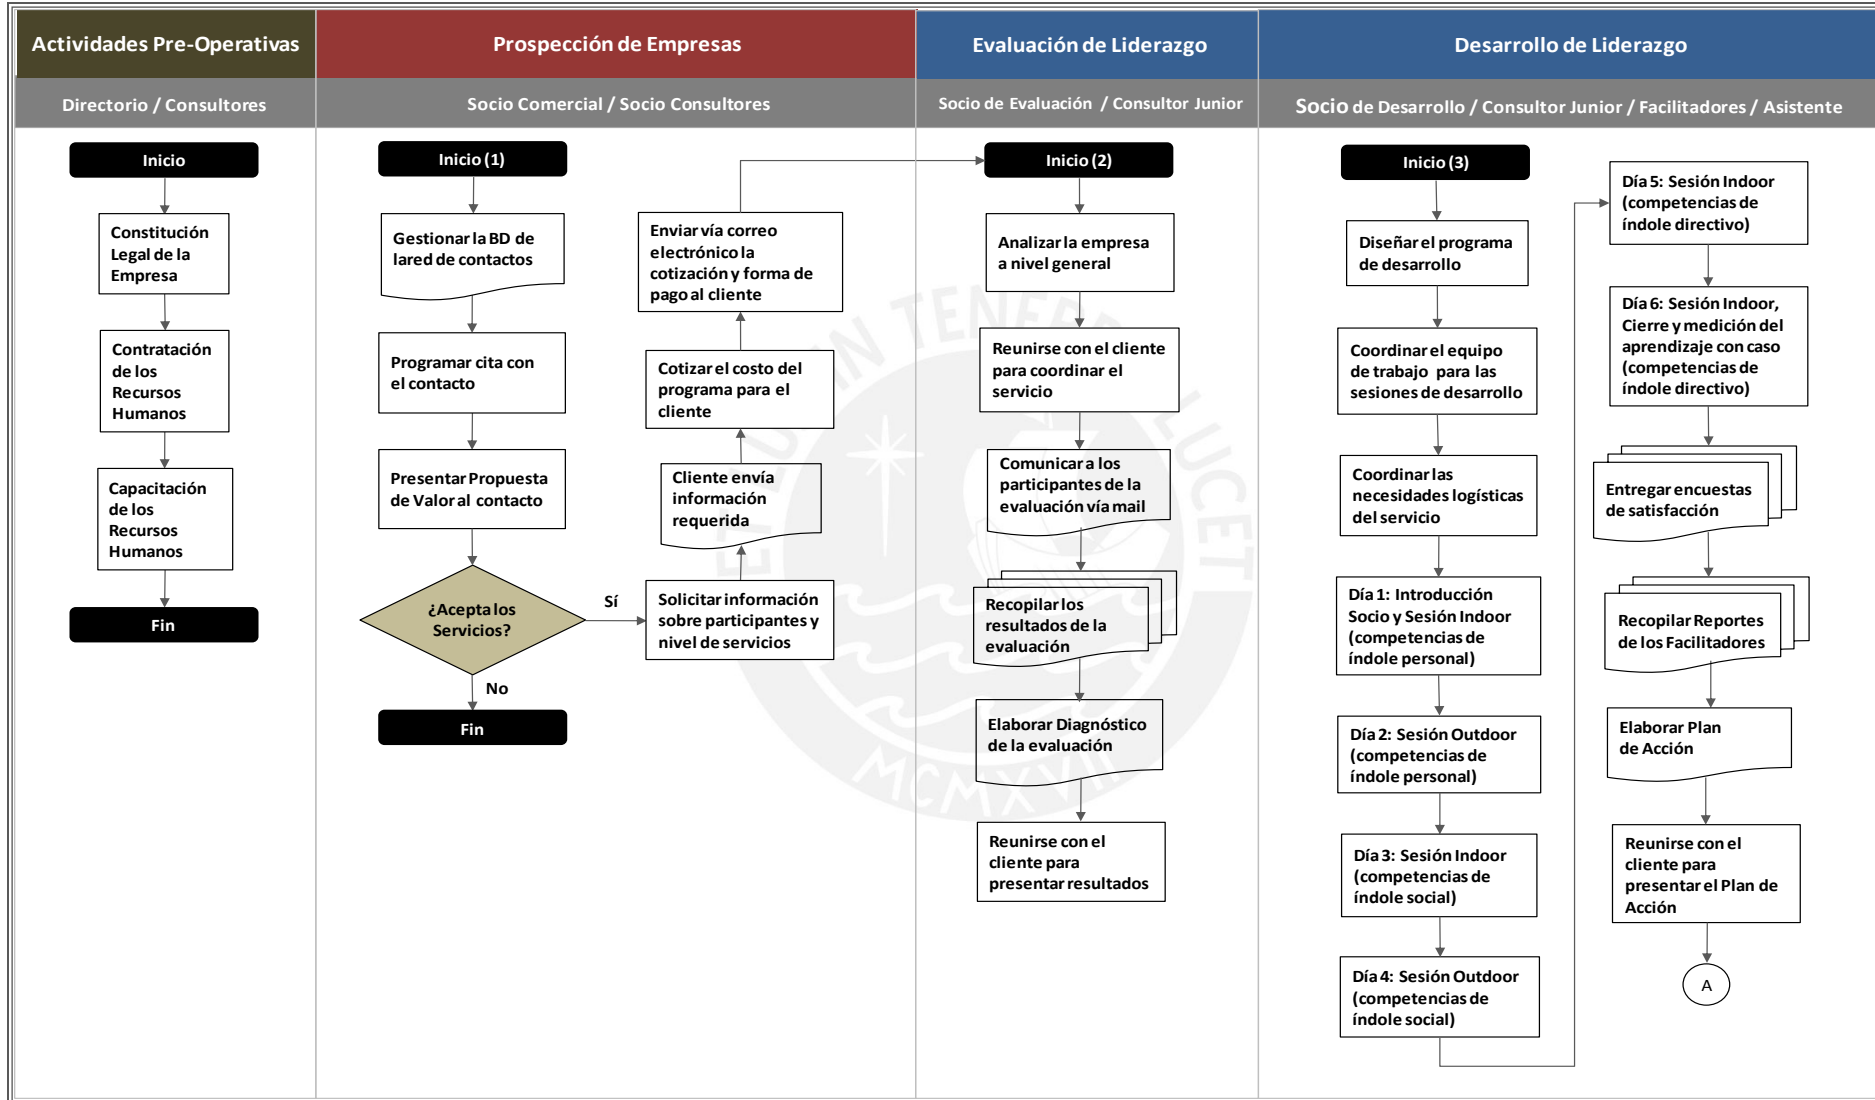 Actividades Pre-Operativas
Directorio / Consultores
Inicio
Constitución
Legal de la
Empresa
Contratación
de los
Recursos
Humanos
Capacitación
de los
Recursos
Humanos
Fin
Prospección de Empresas
Socio Comercial / Socio Consultores
Inicio (1)
Gestionar la BD de
lared de contactos
Programar cita con
el contacto
Presentar Propuesta
de Valor al contacto
¿Acepta los
Servicios?
Sí
No
Fin
Solicitar información
sobre participantes y
nivel de servicios
Cliente envía
información
requerida
Cotizar el costo del
programa para el
cliente
Enviar vía correo
electrónico la
cotización y forma de
pago al cliente
Evaluación de Liderazgo
Socio de Evaluación / Consultor Junior
Inicio (2)
Analizar la empresa
a nivel general
Reunirse con el cliente
para coordinar el
servicio
Comunicar a los
participantes de la
evaluación vía mail
Recopilar los
resultados de la
evaluación
Elaborar Diagnóstico
de la evaluación
Reunirse con el
cliente para
presentar resultados
Desarrollo de Liderazgo
Socio de Desarrollo / Consultor Junior / Facilitadores / Asistente
Inicio (3)
Diseñar el programa
de desarrollo
Coordinar el equipo
de trabajo para las
sesiones de desarrollo
Coordinar las
necesidades logísticas
del servicio
Día 1: Introducción
Socio y Sesión Indoor
(competencias de
índole personal)
Día 2: Sesión Outdoor
(competencias de
índole personal)
Día 3: Sesión Indoor
(competencias de
índole social)
Día 4: Sesión Outdoor
(competencias de
índole social)
Día 5: Sesión Indoor
(competencias de
índole directivo)
Día 6: Sesión Indoor,
Cierre y medición del
aprendizaje con caso
(competencias de
índole directivo)
Entregar encuestas
de satisfacción
Recopilar Reportes
de los Facilitadores
Elaborar Plan
de Acción
Reunirse con el
cliente para
presentar el Plan de
Acción
A
MCMXVII